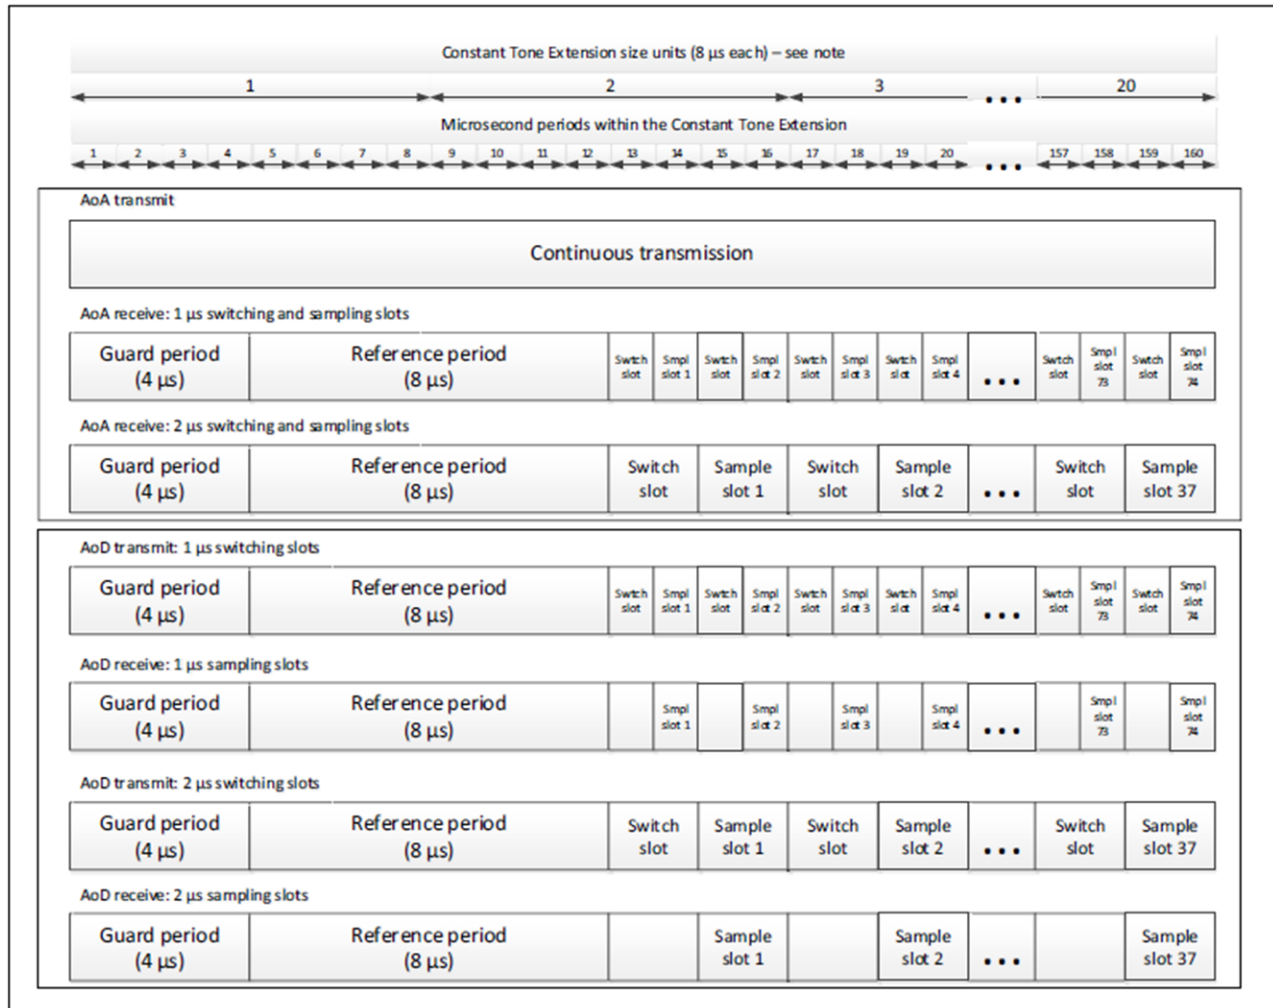 Constant Tone Extension size units (8 µs each) – see note
1 2 3 ... 20
Microsecond periods within the Constant Tone Extension
1 2 3 4 5 6 7 8 9 10 11 12 13 14 15 16 17 18 19 20 ... 157 158 159 160
AoA transmit
Continuous transmission
AoA receive: 1 µs switching and sampling slots
Guard period Reference period Swtch Smpl Swtch Smpl Swtch Smpl Swtch Smpl Swtch Smpl Swtch Smpl
(4 µs) (8 µs) slot slot 1 slot slot 2 slot slot 3 slot slot 4 ... slot slot 73 slot slot 74
AoA receive: 2 µs switching and sampling slots
Guard period Reference period Switch Sample Switch Sample Switch Sample
(4 µs) (8 µs) slot slot 1 slot slot 2 ... slot slot 37
AoD transmit: 1 µs switching slots
Guard period Reference period Swtch Smpl Swtch Smpl Swtch Smpl Swtch Smpl Swtch Smpl Swtch Smpl
(4 µs) (8 µs) slot slot 1 slot slot 2 slot slot 3 slot slot 4 ... slot slot 73 slot slot 74
AoD receive: 1 µs sampling slots
Guard period Reference period Smpl Smpl Smpl Smpl Smpl Smpl
(4 µs) (8 µs) slot 1 slot 2 slot 3 slot 4 ... slot 73 slot 74
AoD transmit: 2 µs switching slots
Guard period Reference period Switch Sample Switch Sample Switch Sample
(4 µs) (8 µs) slot slot 1 slot slot 2 ... slot slot 37
AoD receive: 2 µs sampling slots
Guard period Reference period Sample Sample Sample
(4 µs) (8 µs) slot 1 slot 2 ... slot 37